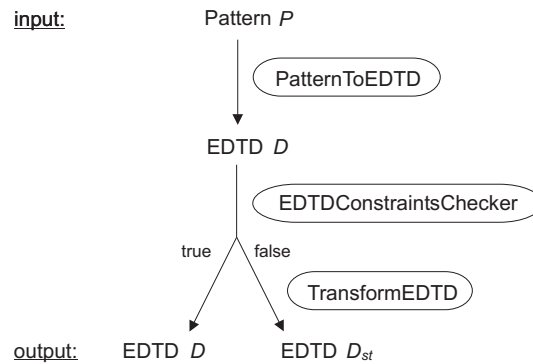 input: Pattern P
PatternToEDTD
EDTD D
EDTDConstraintsChecker
true false
TransformEDTD
output: EDTD D EDTD Dst